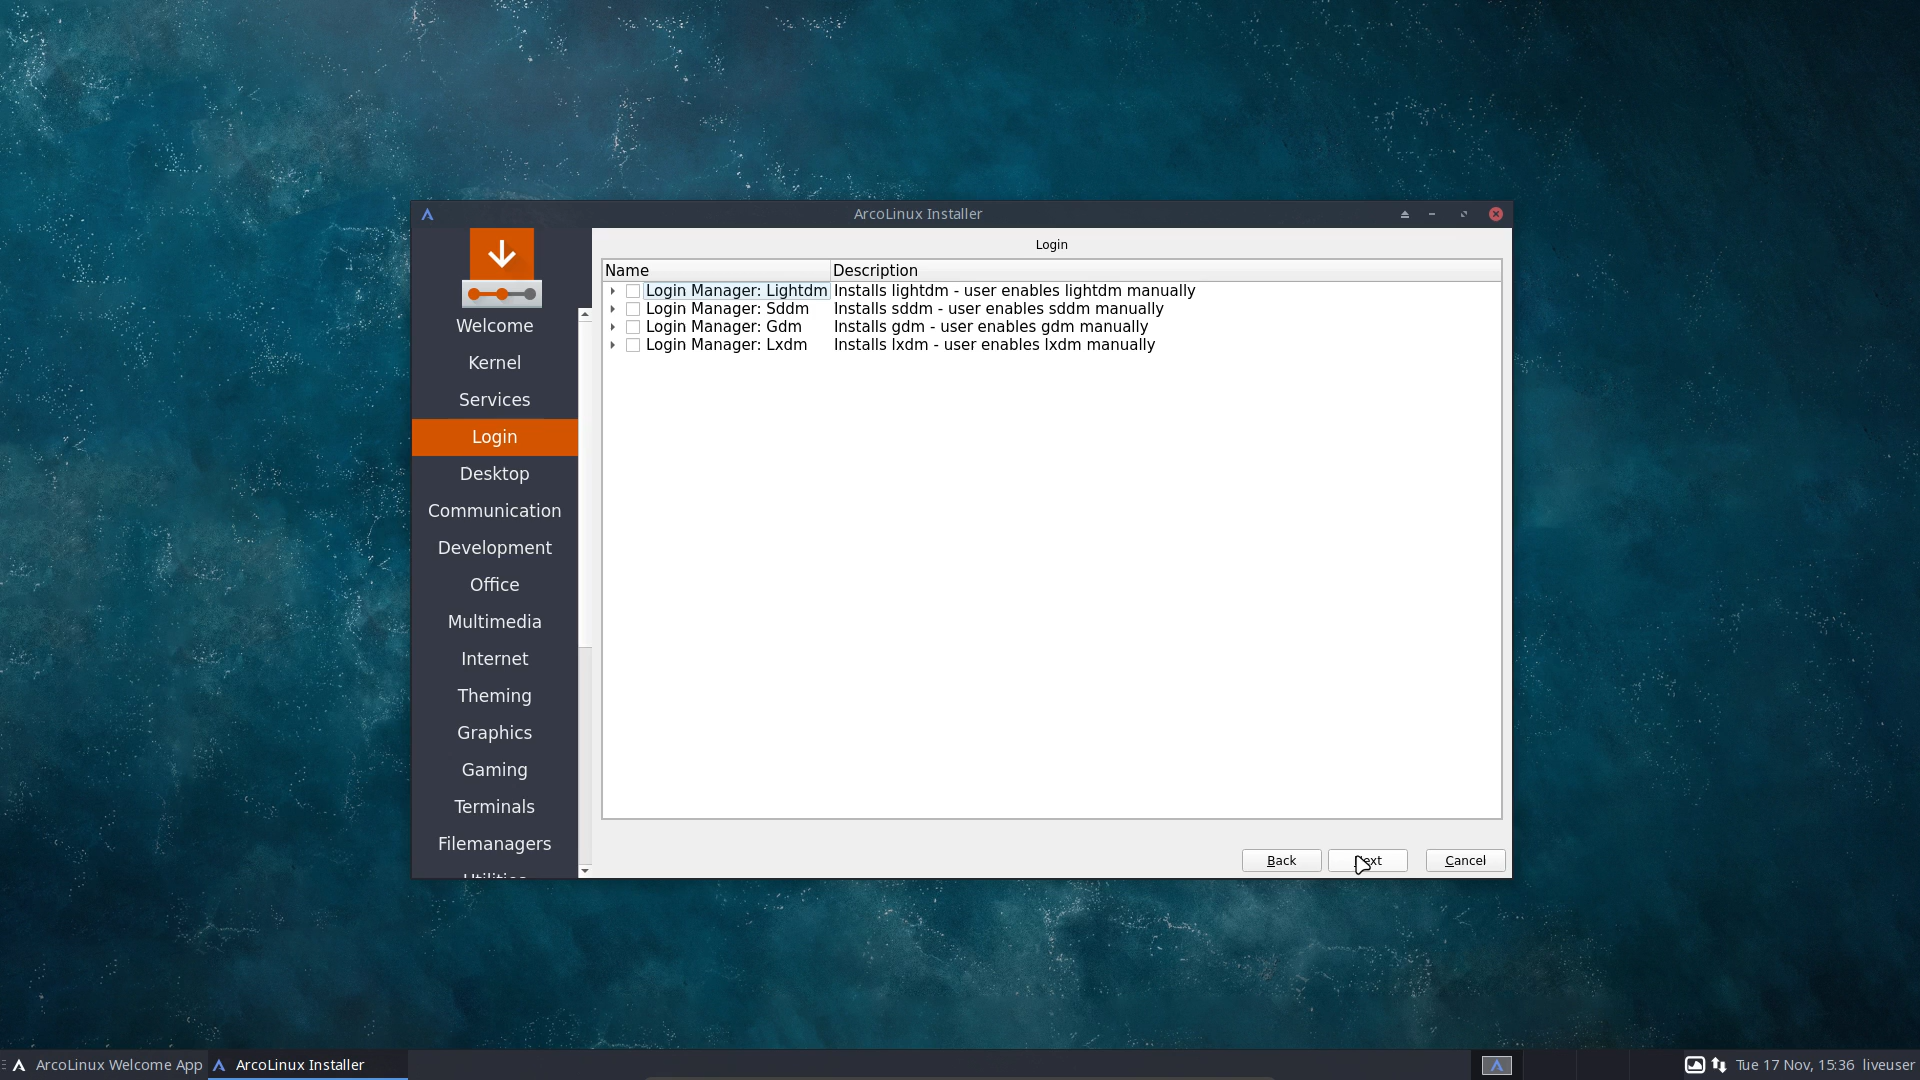 ArcoLinux Installer
Welcome
Kernel
Services
Login
Desktop
Communication
Development
Office
Multimedia
Internet
Theming
Graphics
Gaming
Terminals
Filemanagers
Utilities
Login
Name Description
Login Manager: Lightdm Installs lightdm - user enables lightdm manually
Login Manager: Sddm Installs sddm - user enables sddm manually
Login Manager: Gdm Installs gdm - user enables gdm manually
Login Manager: Lxdm Installs lxdm - user enables lxdm manually
Back Next Cancel
ArcoLinux Welcome App ArcoLinux Installer Tue 17 Nov, 15:36 liveuser